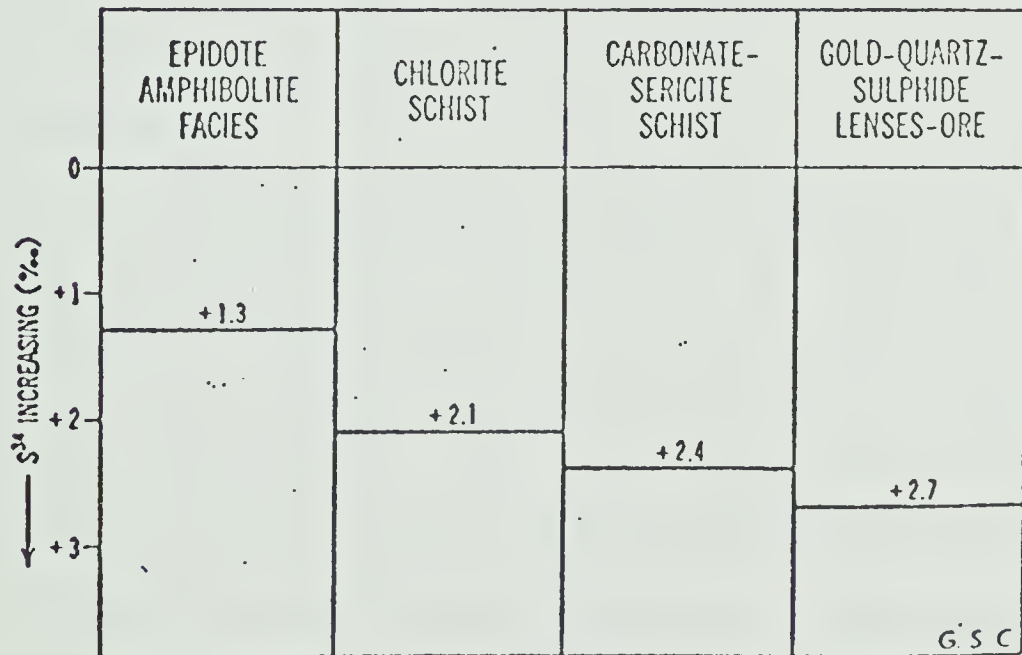 EPIDOTE
AMPHIBOLITE
FACIES
CHLORITE
SCHIST
CARBONATE-
SERICITE
SCHIST
GOLD-QUARTZ-
SULPHIDE
LENSES-ORE
0
+1
+2
+3
S³⁴ INCREASING (‰)
+1.3
+2.1
+2.4
+2.7
G S C